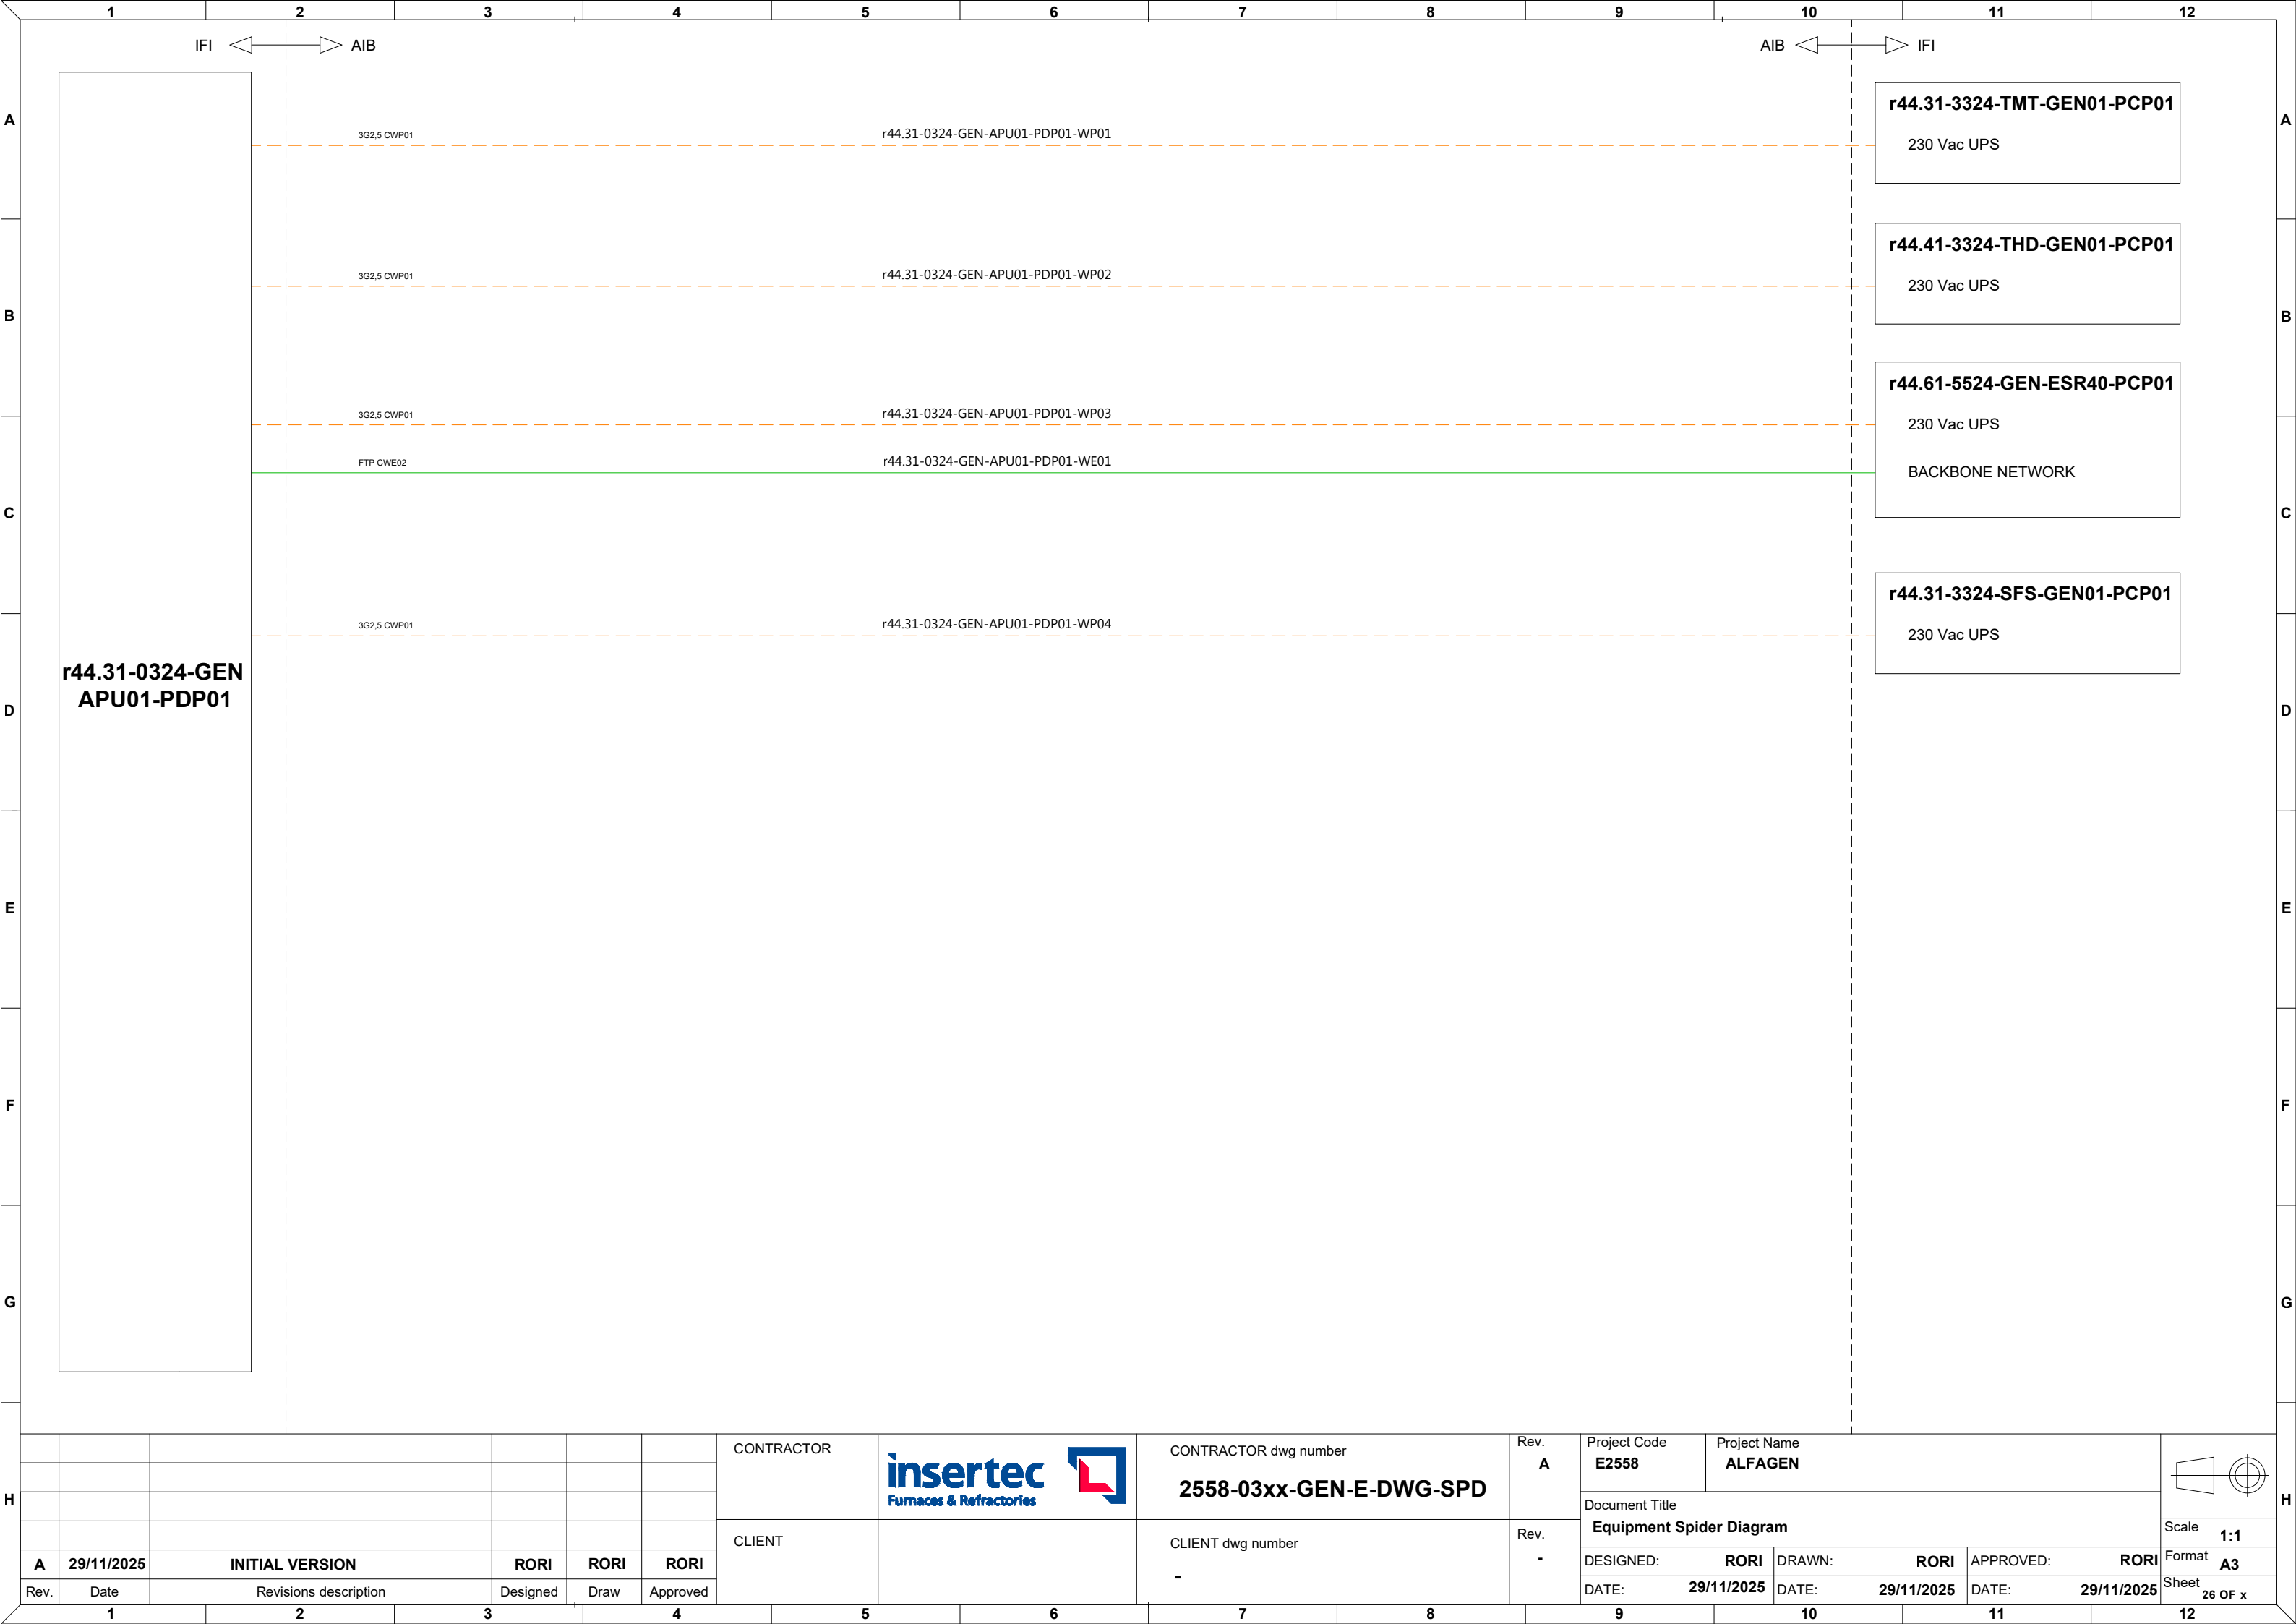 1 2 3 4 5 6 7 8 9 10 11 12
IFI AIB
AIB IFI
A A
B B
C C
D D
E E
F F
G G
H H
r44.31-0324-GEN
APU01-PDP01
3G2,5 CWP01
r44.31-0324-GEN-APU01-PDP01-WP01
r44.31-3324-TMT-GEN01-PCP01
230 Vac UPS
3G2,5 CWP01
r44.31-0324-GEN-APU01-PDP01-WP02
r44.41-3324-THD-GEN01-PCP01
230 Vac UPS
3G2,5 CWP01
r44.31-0324-GEN-APU01-PDP01-WP03
r44.61-5524-GEN-ESR40-PCP01
230 Vac UPS
FTP CWE02
r44.31-0324-GEN-APU01-PDP01-WE01
BACKBONE NETWORK
3G2,5 CWP01
r44.31-0324-GEN-APU01-PDP01-WP04
r44.31-3324-SFS-GEN01-PCP01
230 Vac UPS
A 29/11/2025 INITIAL VERSION RORI RORI RORI
Rev. Date Revisions description Designed Draw Approved
CONTRACTOR
insertec
Furnaces & Refractories
CONTRACTOR dwg number
2558-03xx-GEN-E-DWG-SPD
Rev.
A
CLIENT
CLIENT dwg number
-
Rev.
-
Project Code
E2558
Project Name
ALFAGEN
Document Title
Equipment Spider Diagram
DESIGNED: RORI DRAWN: RORI APPROVED: RORI
DATE: 29/11/2025 DATE: 29/11/2025 DATE: 29/11/2025
Scale
1:1
Format
A3
Sheet
26 OF x
1 2 3 4 5 6 7 8 9 10 11 12